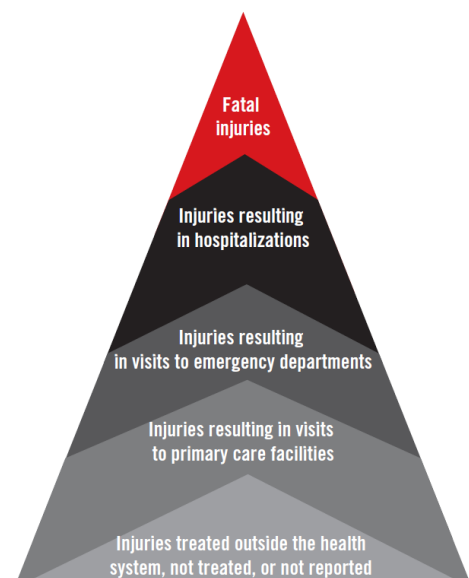 Fatal
injuries
Injuries resulting
in hospitalizations
Injuries resulting
in visits to emergency departments
Injuries resulting in visits
to primary care facilities
Injuries treated outside the health
system, not treated, or not reported